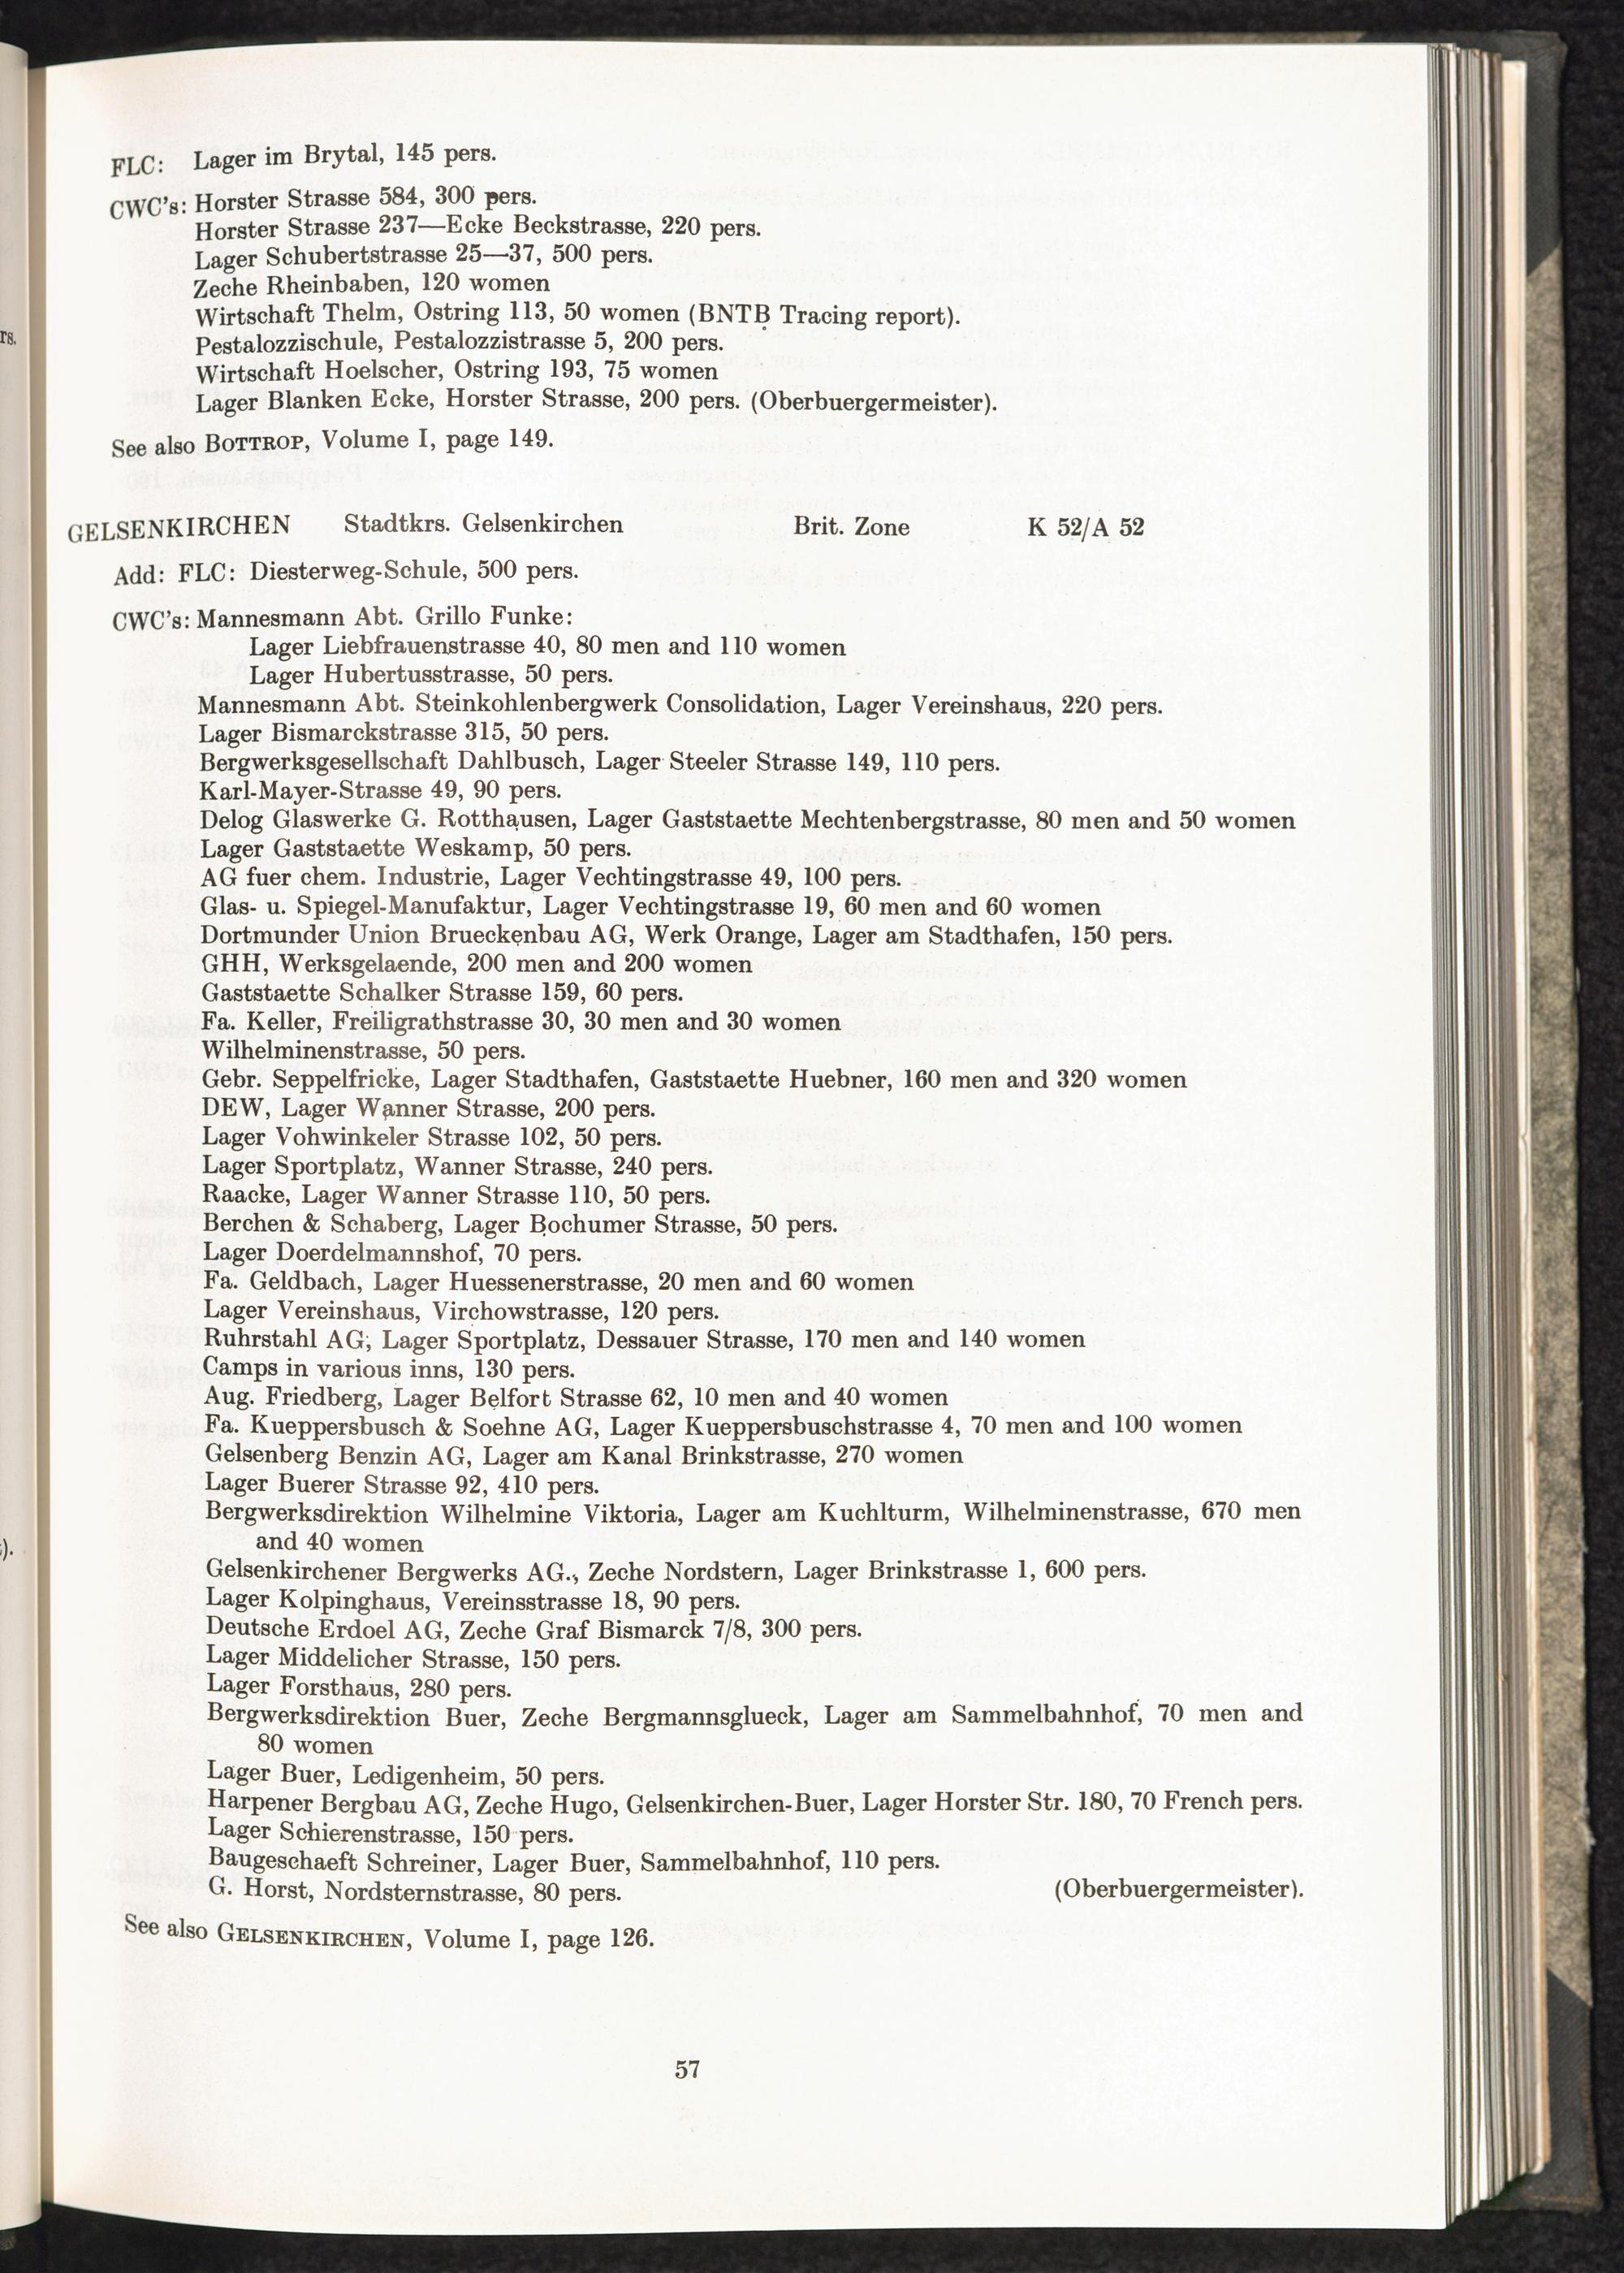 rs.
).
FLC: Lager im Brytal, 145 pers.
CWC's: Horster Strasse 584, 300 pers.
Horster Strasse 237—Ecke Beckstrasse, 220 pers.
Lager Schubertstrasse 25—37, 500 pers.
Zeche Rheinbaben, 120 women
Wirtschaft Thelm, Ostring 113, 50 women (BNTB Tracing report).
Pestalozzischule, Pestalozzistrasse 5, 200 pers.
Wirtschaft Hoelscher, Ostring 193, 75 women
Lager Blanken Ecke, Horster Strasse, 200 pers. (Oberbuergermeister).
See also BOTTROP, Volume I, page 149.
GELSENKIRCHEN Stadtkrs. Gelsenkirchen Brit. Zone K 52/A 52
Add: FLC: Diesterweg-Schule, 500 pers.
CWC's: Mannesmann Abt. Grillo Funke:
Lager Liebfrauenstrasse 40, 80 men and 110 women
Lager Hubertusstrasse, 50 pers.
Mannesmann Abt. Steinkohlenbergwerk Consolidation, Lager Vereinshaus, 220 pers.
Lager Bismarckstrasse 315, 50 pers.
Bergwerksgesellschaft Dahlbusch, Lager Steeler Strasse 149, 110 pers.
Karl-Mayer-Strasse 49, 90 pers.
Delog Glaswerke G. Rotthausen, Lager Gaststaette Mechtenbergstrasse, 80 men and 50 women
Lager Gaststaette Weskamp, 50 pers.
AG fuer chem. Industrie, Lager Vechtingstrasse 49, 100 pers.
Glas- u. Spiegel-Manufaktur, Lager Vechtingstrasse 19, 60 men and 60 women
Dortmunder Union Brueckenbau AG, Werk Orange, Lager am Stadthafen, 150 pers.
GHH, Werksgelaende, 200 men and 200 women
Gaststaette Schalker Strasse 159, 60 pers.
Fa. Keller, Freiligrathstrasse 30, 30 men and 30 women
Wilhelminenstrasse, 50 pers.
Gebr. Seppelfricke, Lager Stadthafen, Gaststaette Huebner, 160 men and 320 women
DEW, Lager Wanner Strasse, 200 pers.
Lager Vohwinkeler Strasse 102, 50 pers.
Lager Sportplatz, Wanner Strasse, 240 pers.
Raacke, Lager Wanner Strasse 110, 50 pers.
Berchen & Schaberg, Lager Bochumer Strasse, 50 pers.
Lager Doerdelmannshof, 70 pers.
Fa. Geldbach, Lager Huessenerstrasse, 20 men and 60 women
Lager Vereinshaus, Virchowstrasse, 120 pers.
Ruhrstahl AG, Lager Sportplatz, Dessauer Strasse, 170 men and 140 women
Camps in various inns, 130 pers.
Aug. Friedberg, Lager Belfort Strasse 62, 10 men and 40 women
Fa. Kueppersbusch & Soehne AG, Lager Kueppersbuschstrasse 4, 70 men and 100 women
Gelsenberg Benzin AG, Lager am Kanal Brinkstrasse, 270 women
Lager Buerer Strasse 92, 410 pers.
Bergwerksdirektion Wilhelmine Viktoria, Lager am Kuchlturm, Wilhelminenstrasse, 670 men
and 40 women
Gelsenkirchener Bergwerks AG., Zeche Nordstern, Lager Brinkstrasse 1, 600 pers.
Lager Kolpinghaus, Vereinsstrasse 18, 90 pers.
Deutsche Erdoel AG, Zeche Graf Bismarck 7/8, 300 pers.
Lager Middelicher Strasse, 150 pers.
Lager Forsthaus, 280 pers.
Bergwerksdirektion Buer, Zeche Bergmannsglueck, Lager am Sammelbahnhof, 70 men and
80 women
Lager Buer, Ledigenheim, 50 pers.
Harpener Bergbau AG, Zeche Hugo, Gelsenkirchen-Buer, Lager Horster Str. 180, 70 French pers.
Lager Schierenstrasse, 150 pers.
Baugeschaeft Schreiner, Lager Buer, Sammelbahnhof, 110 pers.
G. Horst, Nordsternstrasse, 80 pers. (Oberbuergermeister).
See also GELSENKIRCHEN, Volume I, page 126.
57